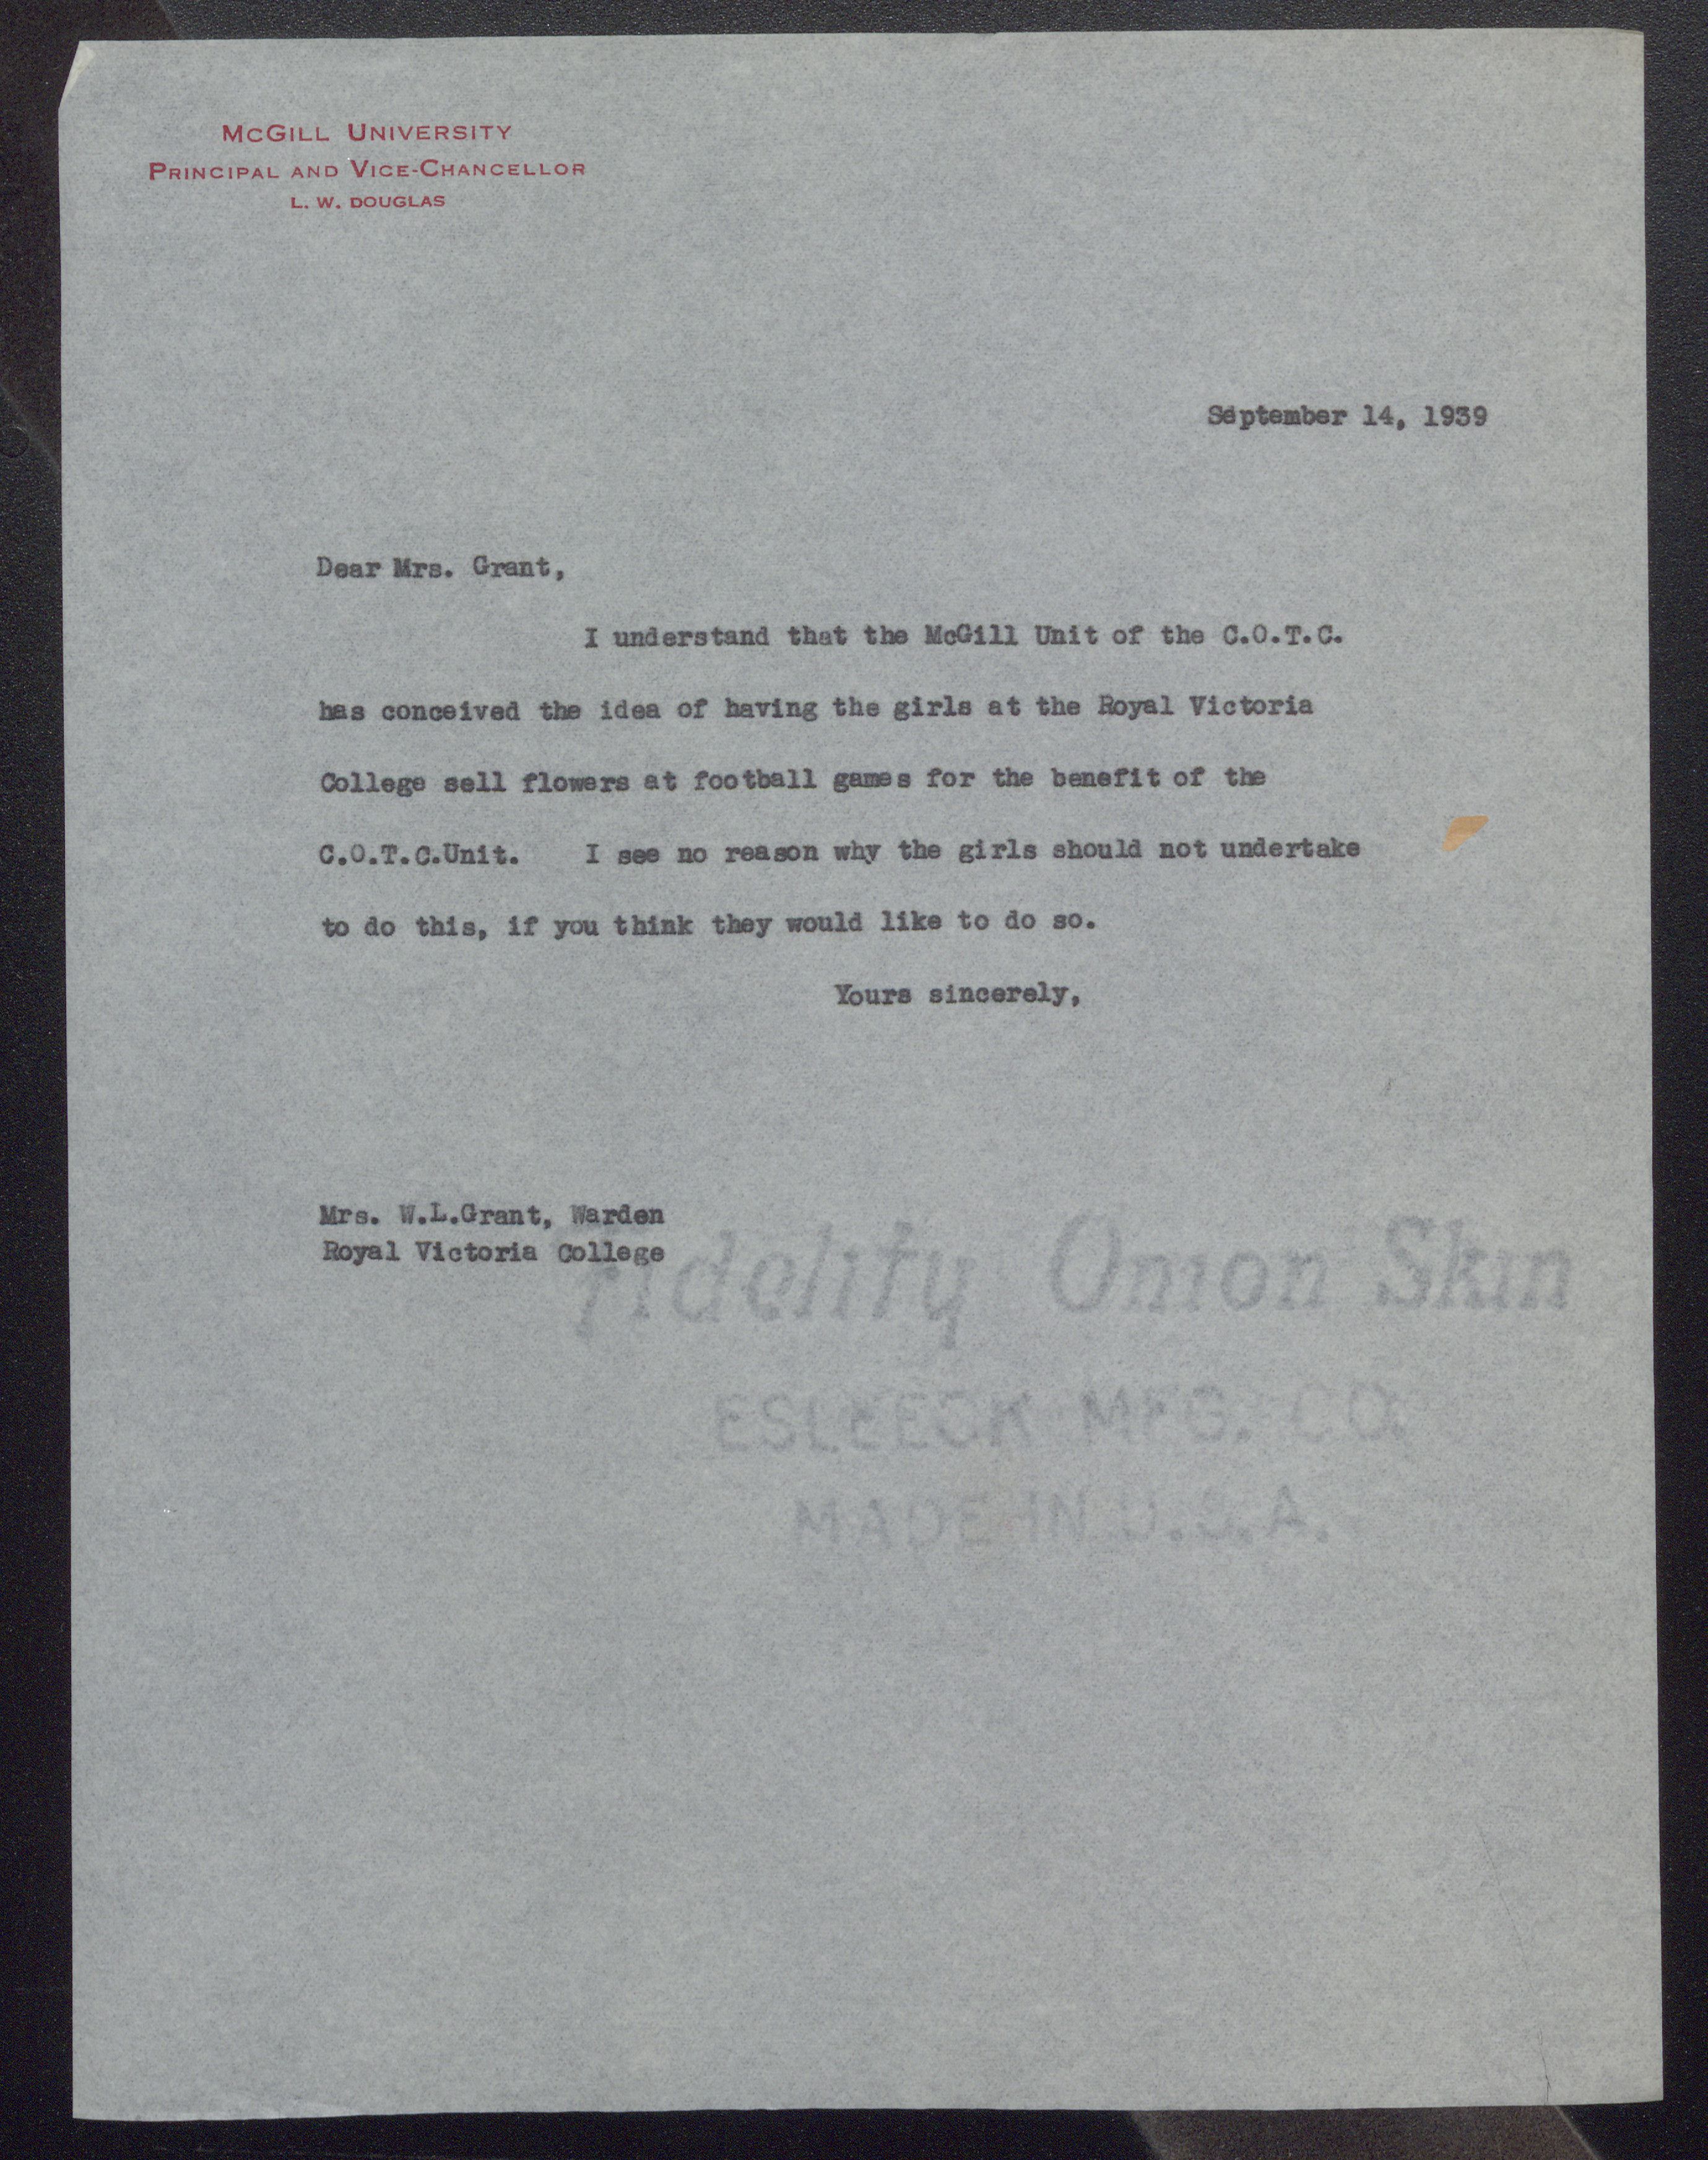 McGill University
Principal and Vice-Chancellor
L. W. DOUGLAS
September 14, 1939
Dear Mrs. Grant,
I understand that the McGill Unit of the C.O.T.C.
has conceived the idea of having the girls at the Royal Victoria
College sell flowers at football games for the benefit of the
C.O.T.C.Unit. I see no reason why the girls should not undertake
to do this, if you think they would like to do so.
Yours sincerely,
Mrs. W.L.Grant, Warden
Royal Victoria College
Fidelity Onion Skin
ESLEECK MFG. CO.
MADE IN U.S.A.